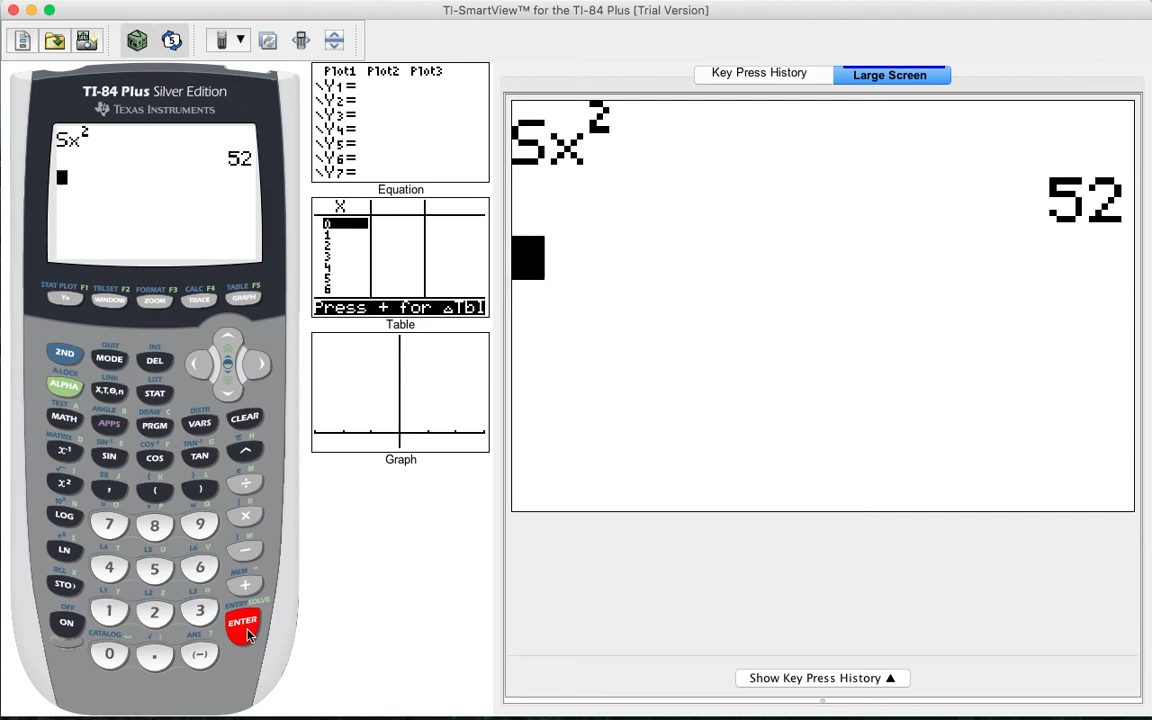 TI-SmartView™ for the TI-84 Plus [Trial Version]
Key Press History
Large Screen
TI-84 Plus Silver Edition
TEXAS INSTRUMENTS
Sx²
52
Plot1 Plot2 Plot3
\Y1=
\Y2=
\Y3=
\Y4=
\Y5=
\Y6=
\Y7=
Equation
X
0
1
2
3
4
5
6
Press + for △Tbl
Table
Graph
Sx²
52
STAT PLOT F1 TBLSET F2 FORMAT F3 CALC F4 TABLE F5
Y= WINDOW ZOOM TRACE GRAPH
QUIT INS
2ND MODE DEL
A-LOCK LINK LIST
ALPHA X,T,Θ,n STAT
TEST A ANGLE B DRAW C DISTR
MATH APPS PRGM VARS CLEAR
MATRIX D SIN⁻¹ E COS⁻¹ F TAN⁻¹ G π H
x⁻¹ SIN COS TAN ^
√ I EE J { K } L e M
x² , ( ) ÷
10ˣ N u O v P w Q [ R
LOG 7 8 9 ×
eˣ S L4 T L5 U L6 V ] W
LN 4 5 6 −
RCL X L1 Y L2 Z L3 θ MEM "
STO› 1 2 3 +
OFF ENTRY SOLVE
ON ENTER
CATALOG i : ANS ?
0 . (−)
Show Key Press History ▲